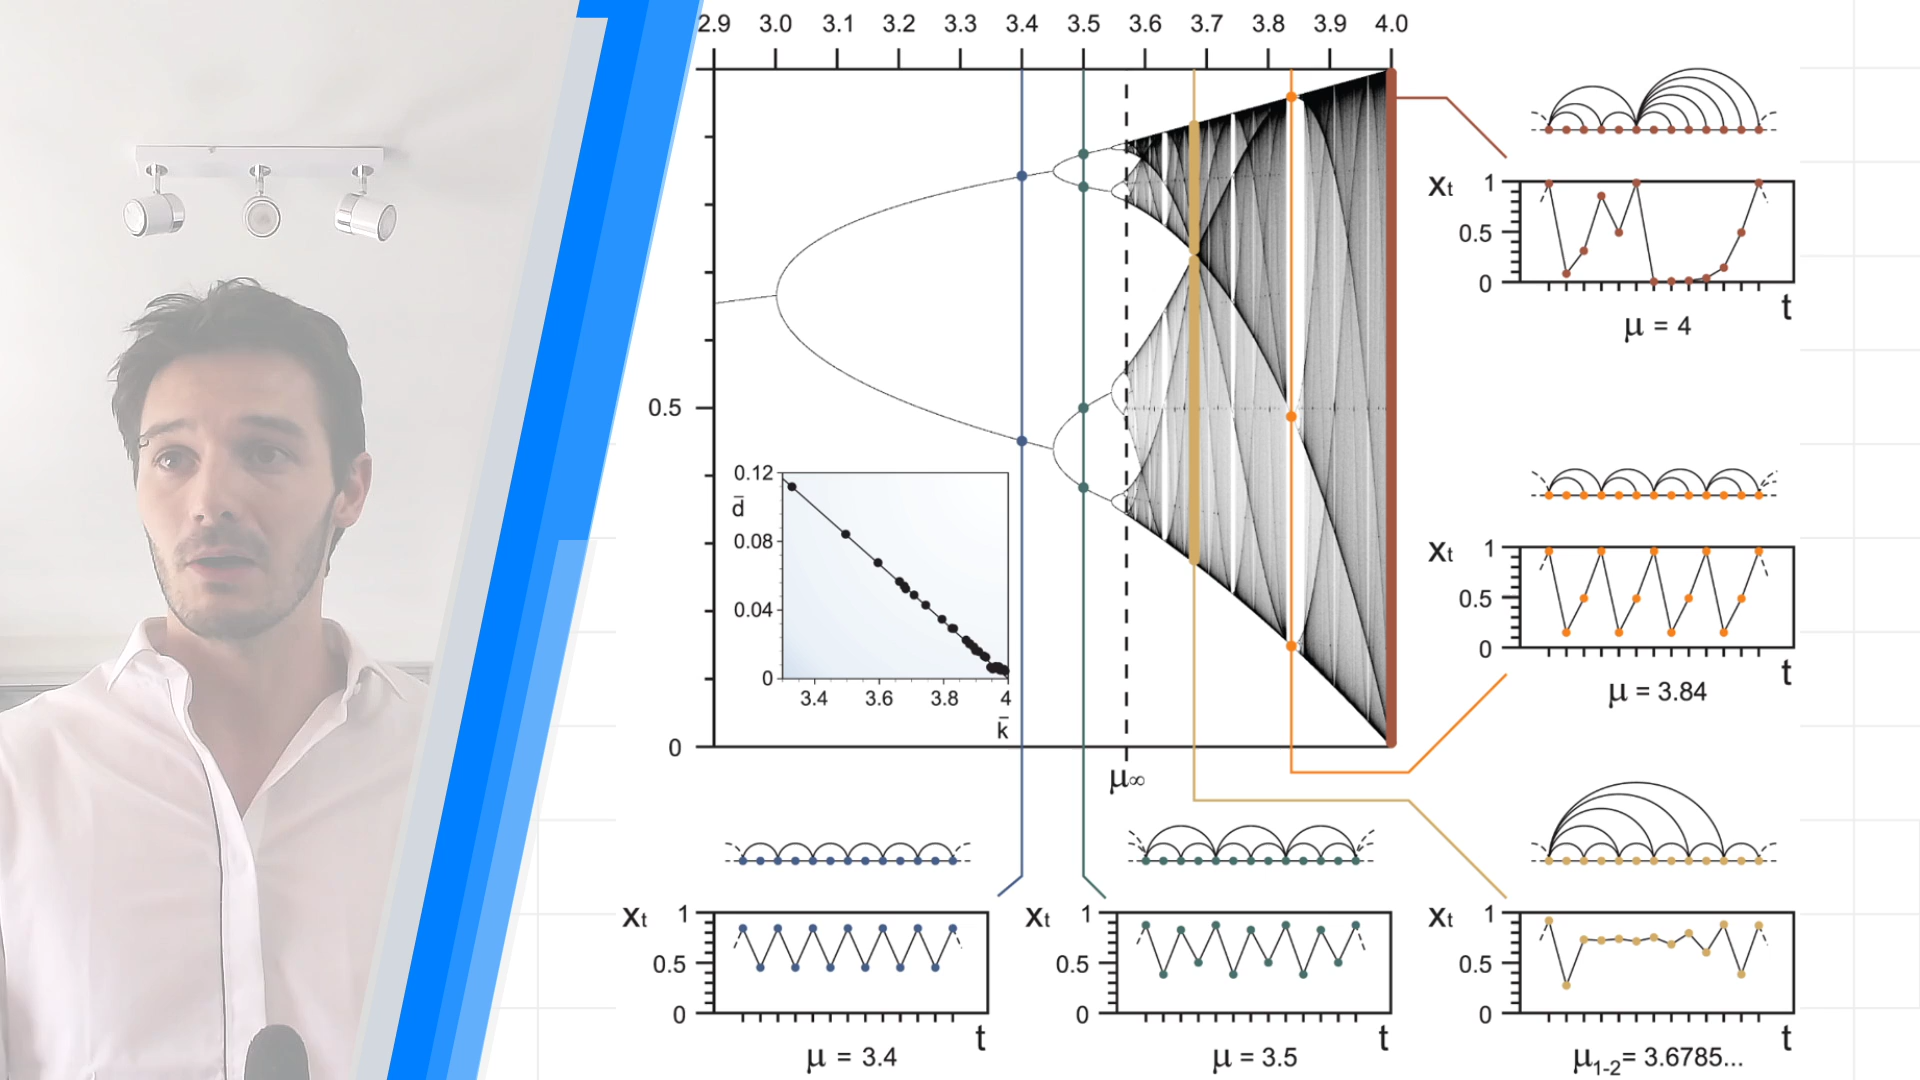 2.9 3.0 3.1 3.2 3.3 3.4 3.5 3.6 3.7 3.8 3.9 4.0
0.5
0
μ∞
0.12
d̄
0.08
0.04
0
3.4 3.6 3.8 4
k̄
xt
1
0.5
0
t
μ = 4
xt
1
0.5
0
t
μ = 3.84
xt
1
0.5
0
t
μ = 3.4
xt
1
0.5
0
t
μ = 3.5
xt
1
0.5
0
t
μ1-2= 3.6785...